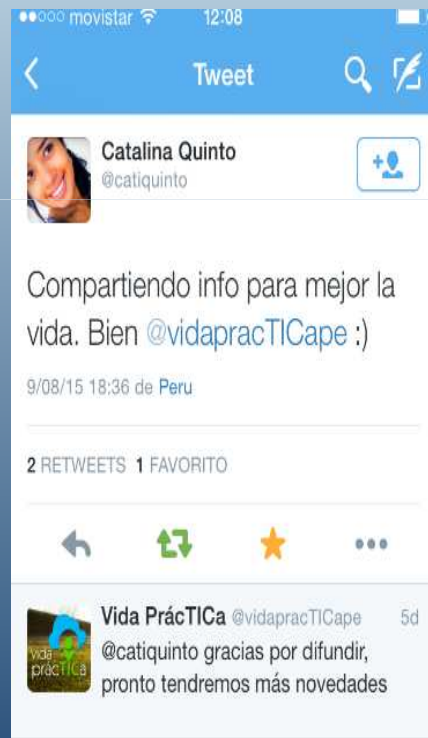 movistar 12:08
Tweet
Catalina Quinto
@catiquinto
Compartiendo info para mejor la
vida. Bien @vidapracTICape :)
9/08/15 18:36 de Peru
2 RETWEETS 1 FAVORITO
Vida PrácTICa @vidapracTICape 5d
@catiquinto gracias por difundir,
pronto tendremos más novedades
vida
prácTICa